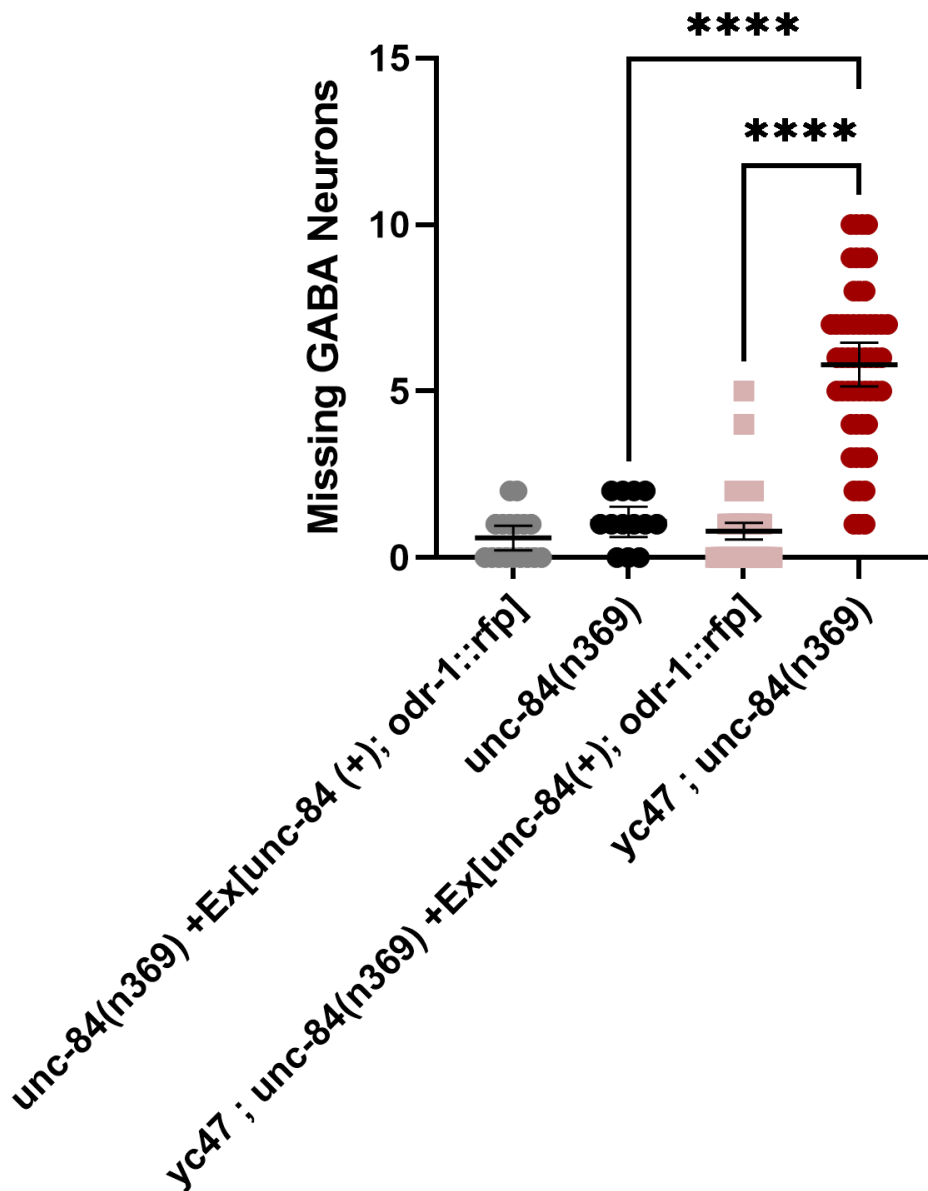 ****
****
Missing GABA Neurons
15
10
5
0
unc-84(n369) +Ex[unc-84 (+); odr-1::rfp]
unc-84(n369)
yc47 ; unc-84(n369) +Ex[unc-84(+); odr-1::rfp]
yc47 ; unc-84(n369)